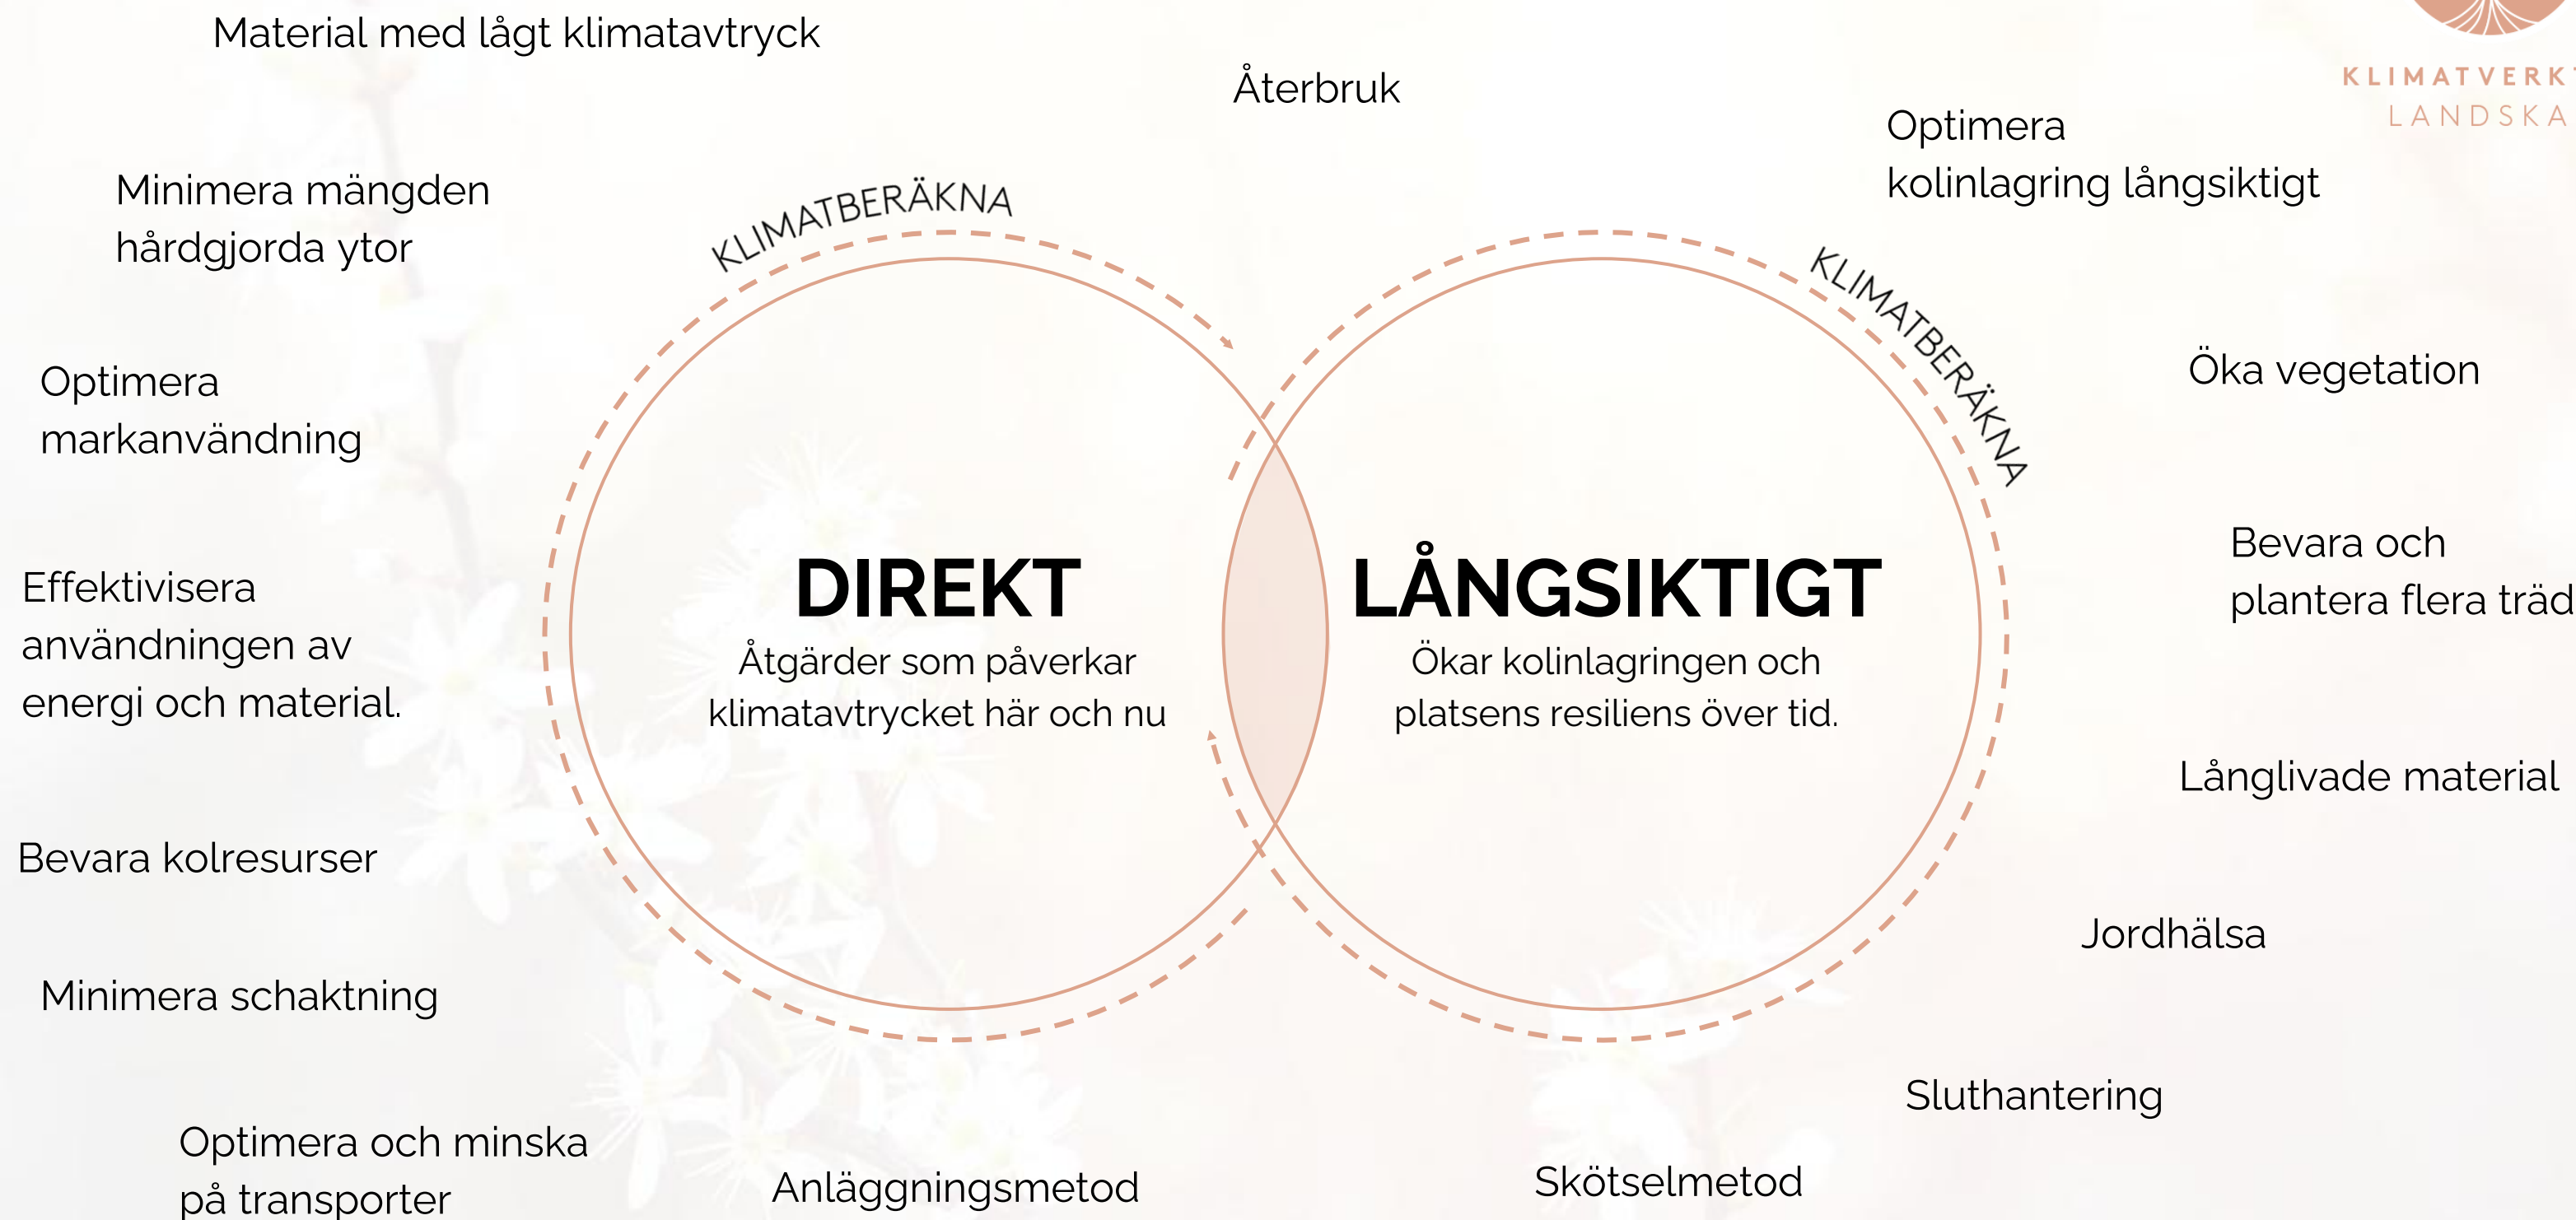 Material med lågt klimatavtryck
Återbruk
KLIMATVERKT
LANDSKA
Optimera
kolinlagring långsiktigt
Minimera mängden
hårdgjorda ytor
KLIMATBERÄKNA
KLIMATBERÄKNA
Optimera
markanvändning
Öka vegetation
Effektivisera
användningen av
energi och material.
DIREKT
Åtgärder som påverkar
klimatavtrycket här och nu
LÅNGSIKTIGT
Ökar kolinlagringen och
platsens resiliens över tid.
Bevara och
plantera flera träd
Långlivade material
Bevara kolresurser
Jordhälsa
Minimera schaktning
Sluthantering
Optimera och minska
på transporter
Anläggningsmetod
Skötselmetod